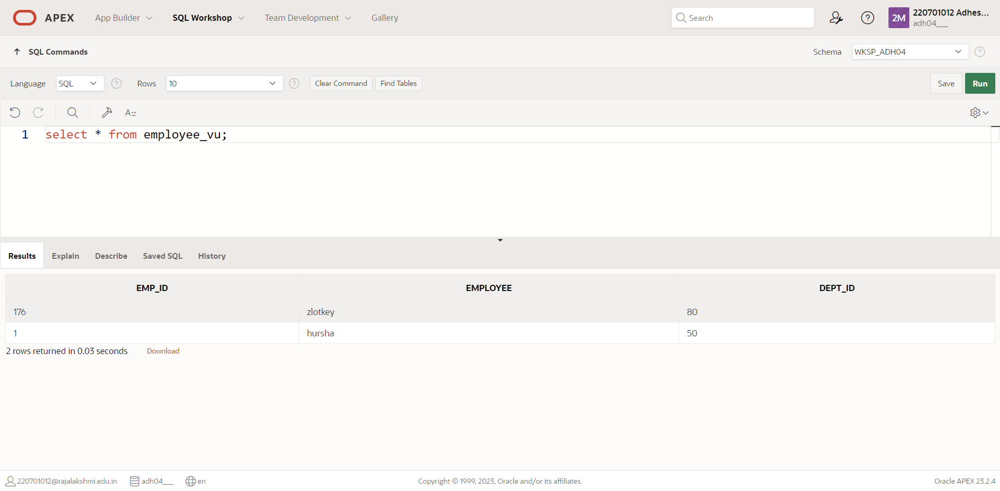 APEX App Builder SQL Workshop Team Development Gallery Search 2M 220701012 Adhes...
adh04___
SQL Commands Schema WKSP_ADH04
Language SQL Rows 10 Clear Command Find Tables Save Run
A::
1 select * from employee_vu;
Results Explain Describe Saved SQL History
EMP_ID EMPLOYEE DEPT_ID
176 zlotkey 80
1 hursha 50
2 rows returned in 0.03 seconds Download
220701012@rajalakshmi.edu.in adh04___ en Copyright © 1999, 2023, Oracle and/or its affiliates. Oracle APEX 23.2.4